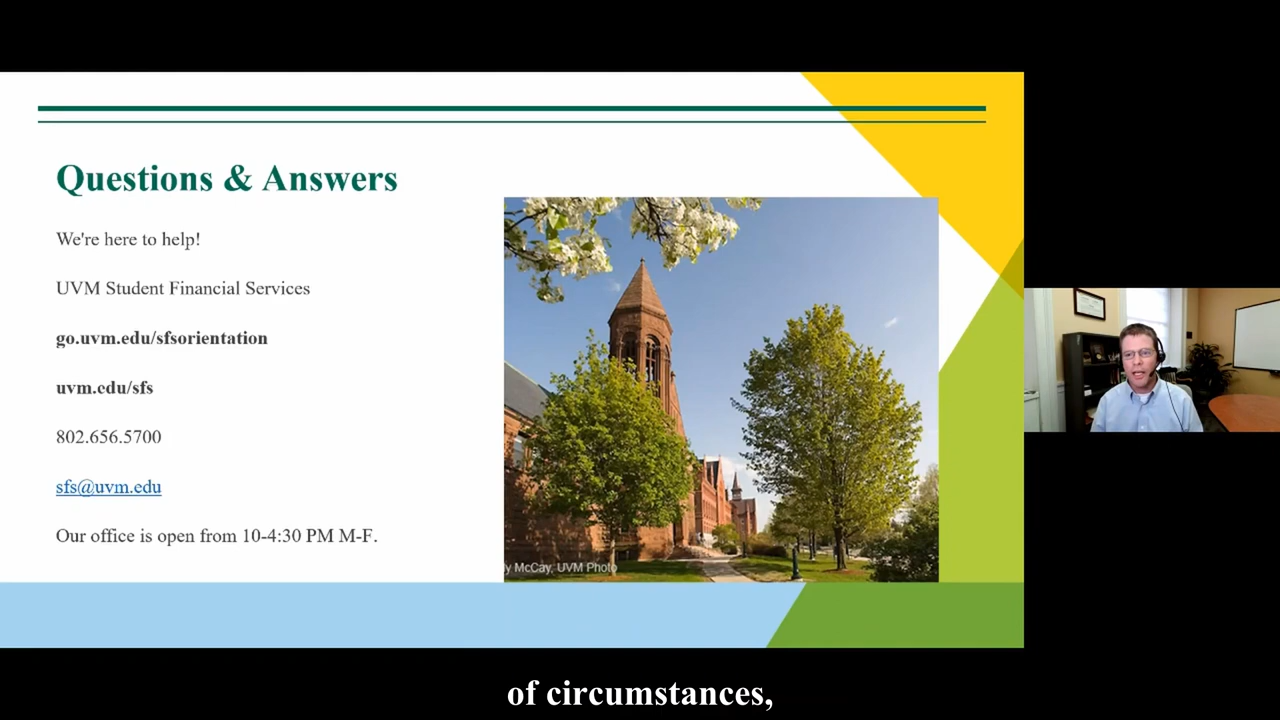 Questions & Answers
We're here to help!
UVM Student Financial Services
go.uvm.edu/sfsorientation
uvm.edu/sfs
802.656.5700
sfs@uvm.edu
Our office is open from 10-4:30 PM M-F.
y McCay, UVM Photo
of circumstances,